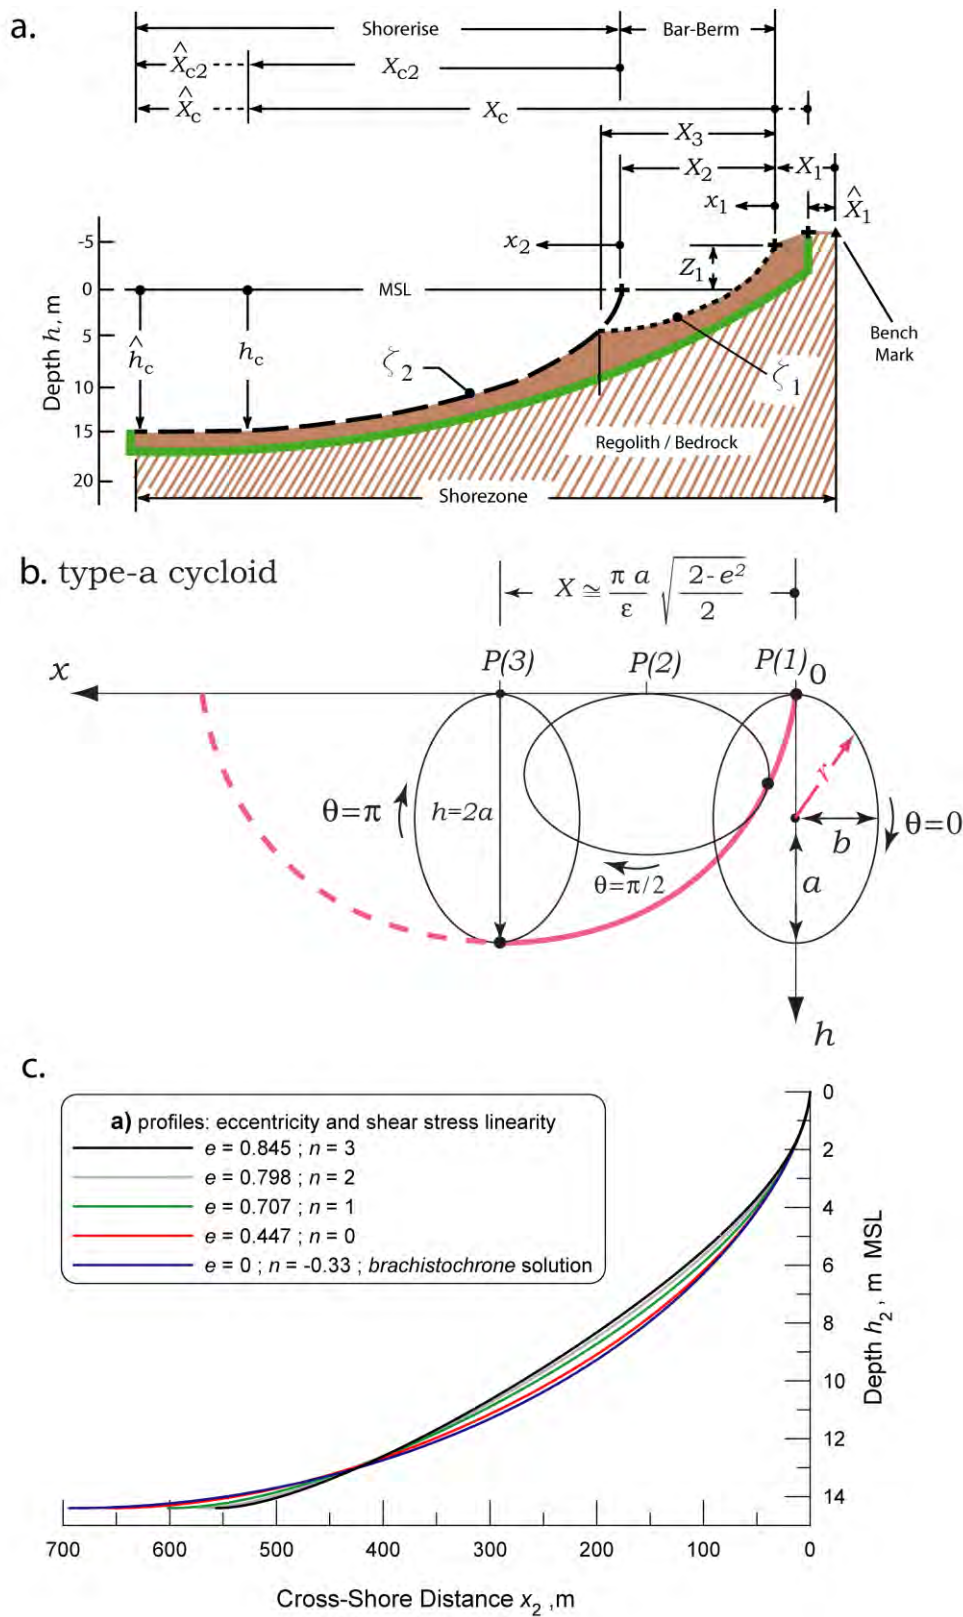 a.
Shorerise
Bar-Berm
X̂c2
Xc2
X̂c
Xc
X3
X2
X1
x1
X̂1
x2
Z1
-5
0
5
10
15
20
Depth h, m
MSL
ĥc
hc
ζ2
ζ1
Bench
Mark
Regolith / Bedrock
Shorezone
b. type-a cycloid
X ≅ π a / ε √ 2-e² / 2
x
P(3)
P(2)
P(1)
0
r
θ=π
h=2a
θ=π/2
b
θ=0
a
h
c.
a) profiles: eccentricity and shear stress linearity
e = 0.845 ; n = 3
e = 0.798 ; n = 2
e = 0.707 ; n = 1
e = 0.447 ; n = 0
e = 0 ; n = -0.33 ; brachistochrone solution
0
2
4
6
8
10
12
14
Depth h2 , m MSL
700 600 500 400 300 200 100 0
Cross-Shore Distance x2 ,m